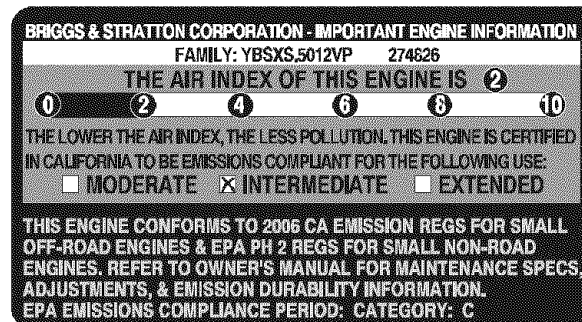 BRIGGS & STRATTON CORPORATION - IMPORTANT ENGINE INFORMATION
FAMILY: YBSXS.5012VP 274826
THE AIR INDEX OF THIS ENGINE IS 2
0 2 4 6 8 10
THE LOWER THE AIR INDEX, THE LESS POLLUTION. THIS ENGINE IS CERTIFIED
IN CALIFORNIA TO BE EMISSIONS COMPLIANT FOR THE FOLLOWING USE:
MODERATE INTERMEDIATE EXTENDED
THIS ENGINE CONFORMS TO 2006 CA EMISSION REGS FOR SMALL
OFF-ROAD ENGINES & EPA PH 2 REGS FOR SMALL NON-ROAD
ENGINES. REFER TO OWNER'S MANUAL FOR MAINTENANCE SPECS,
ADJUSTMENTS, & EMISSION DURABILITY INFORMATION.
EPA EMISSIONS COMPLIANCE PERIOD: CATEGORY: C